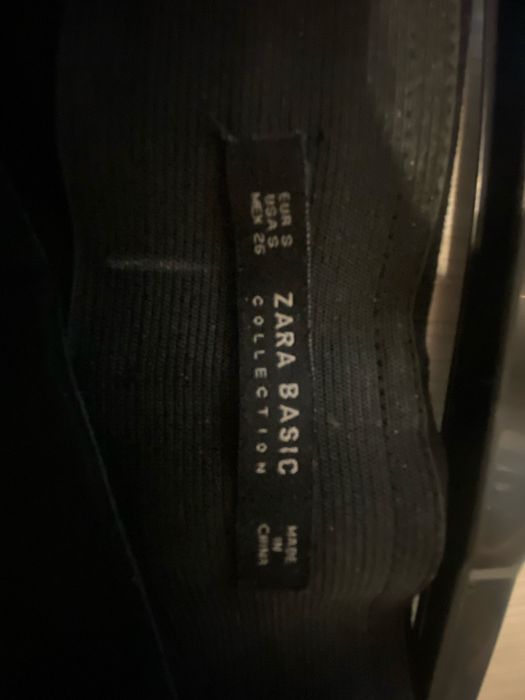 EUR S
USA S
MEX 26
ZARA BASIC
COLLECTION
MADE
IN
CHINA